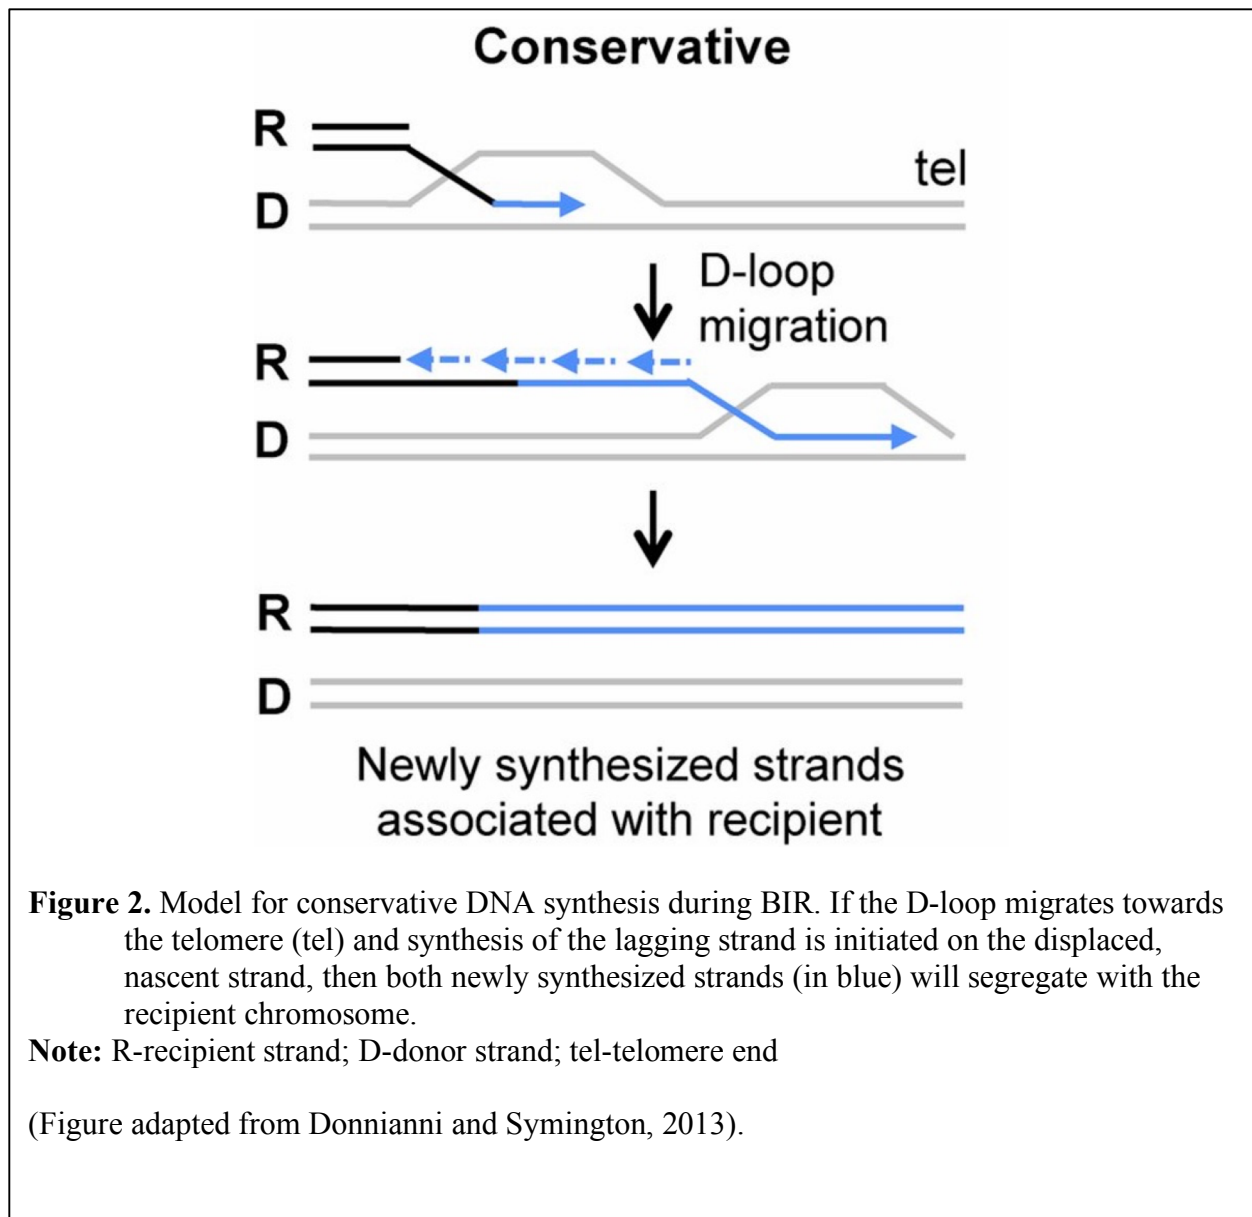 Conservative
R
D
tel
D-loop
migration
R
D
R
D
Newly synthesized strands
associated with recipient
Figure 2. Model for conservative DNA synthesis during BIR. If the D-loop migrates towards
the telomere (tel) and synthesis of the lagging strand is initiated on the displaced,
nascent strand, then both newly synthesized strands (in blue) will segregate with the
recipient chromosome.
Note: R-recipient strand; D-donor strand; tel-telomere end
(Figure adapted from Donnianni and Symington, 2013).